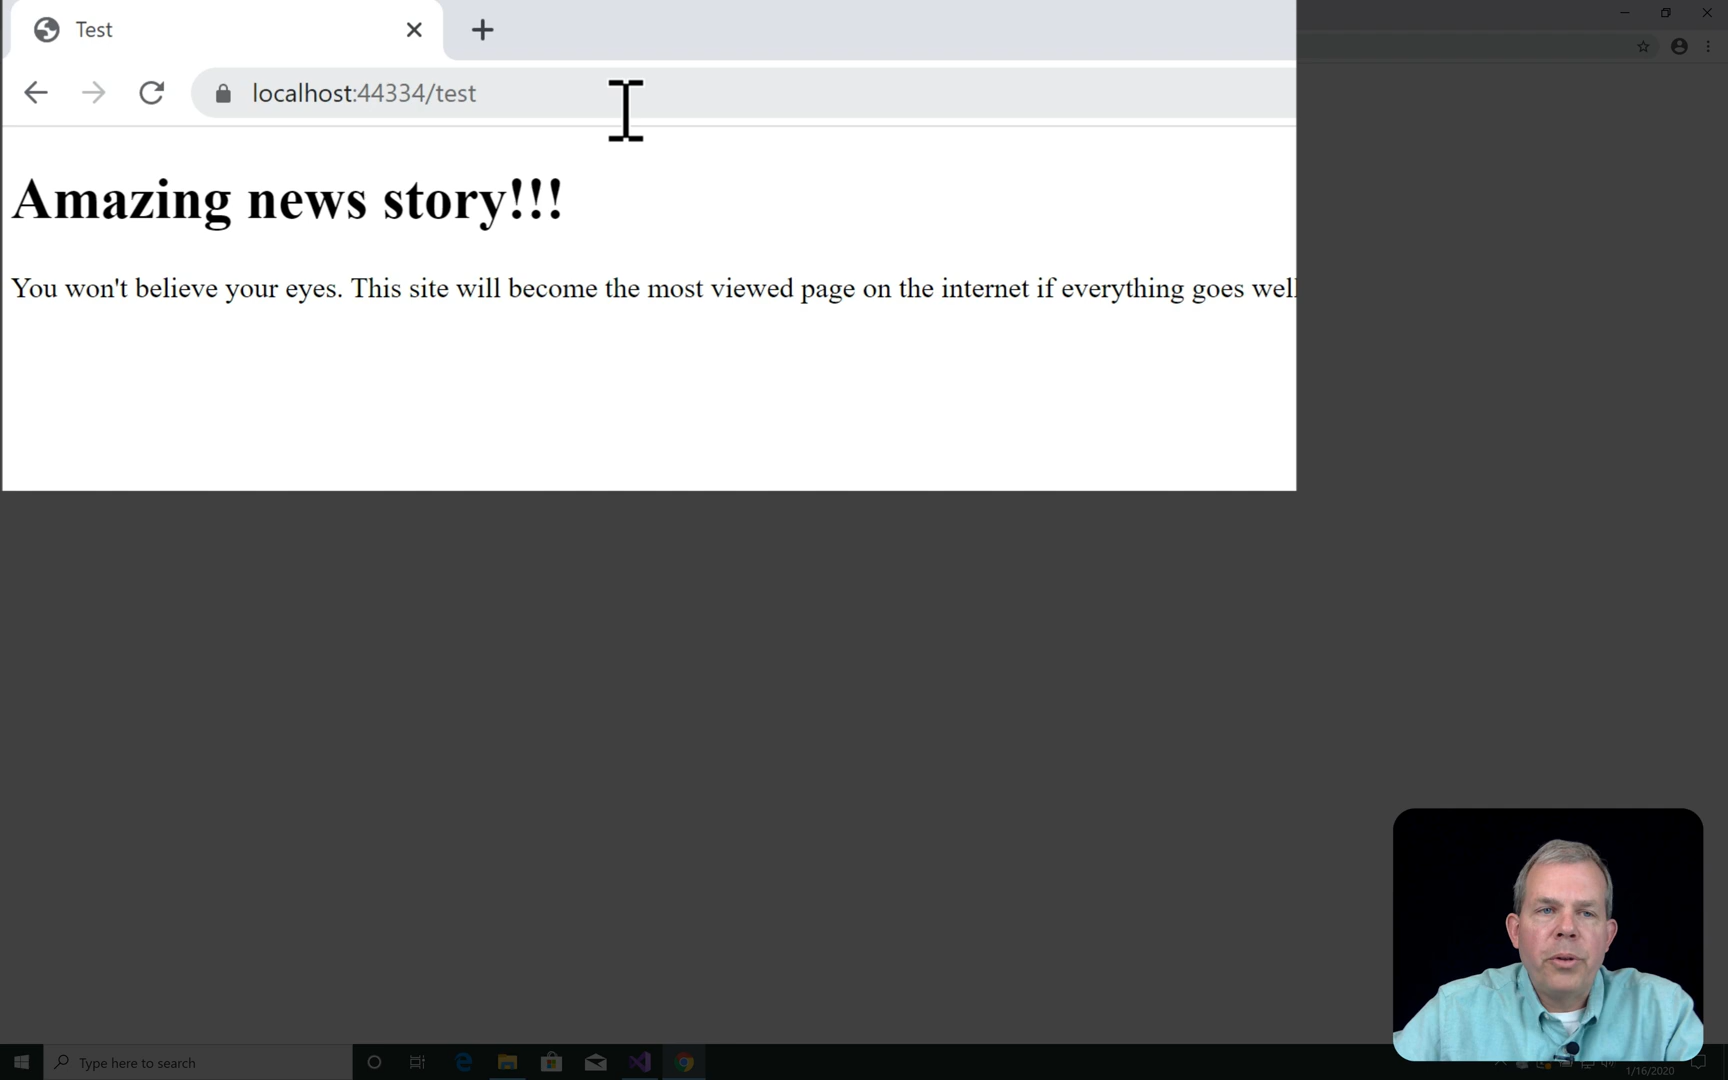 Test
localhost:44334/test
Amazing news story!!!
You won't believe your eyes. This site will become the most viewed page on the internet if everything goes well
Type here to search
1/16/2020